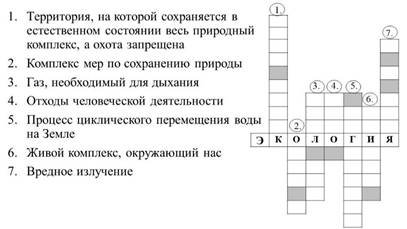 1. Территория, на которой сохраняется в
естественном состоянии весь природный
комплекс, а охота запрещена
2. Комплекс мер по сохранению природы
3. Газ, необходимый для дыхания
4. Отходы человеческой деятельности
5. Процесс циклического перемещения воды
на Земле
6. Живой комплекс, окружающий нас
7. Вредное излучение
1.
7.
3. 4. 5.
6.
2.
Э К О Л О Г И Я